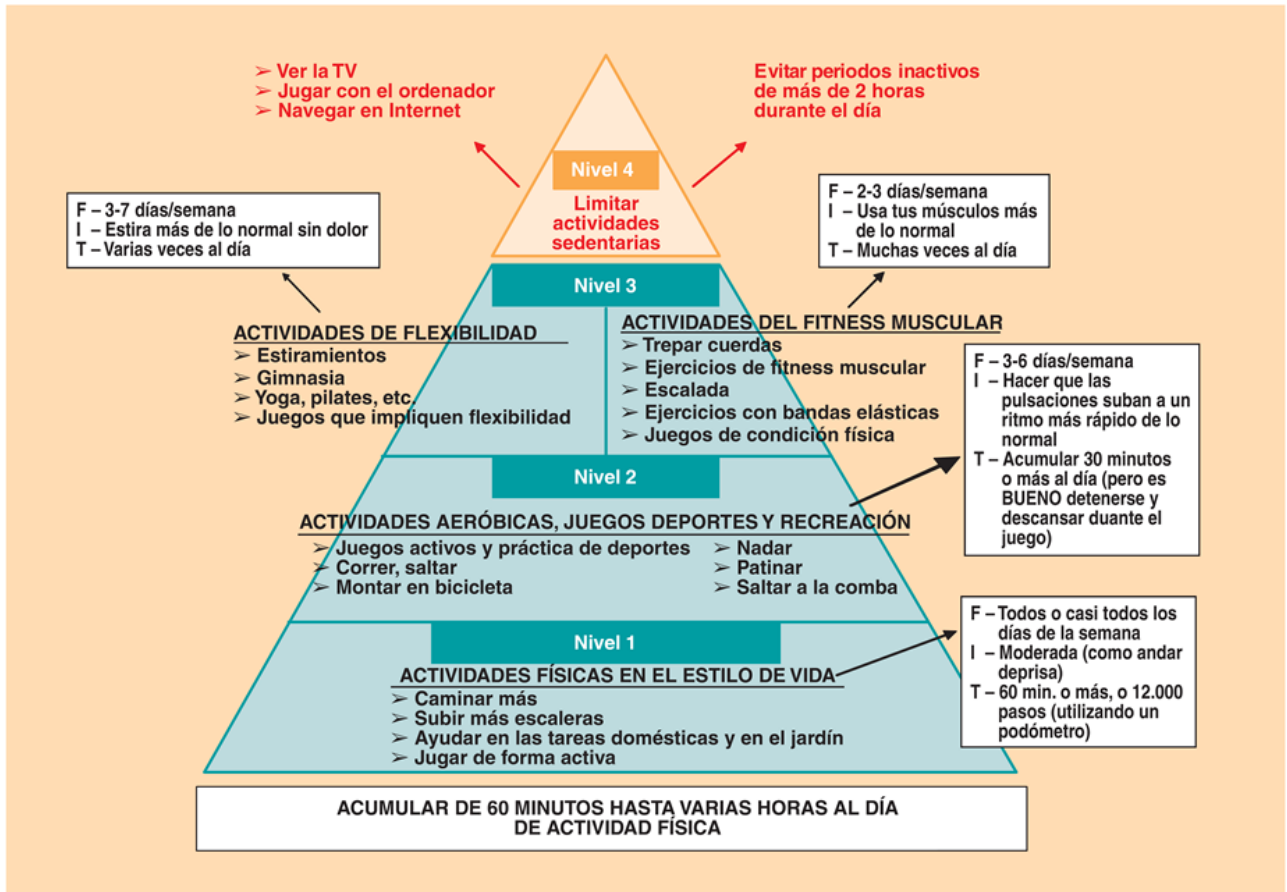 ➢ Ver la TV
➢ Jugar con el ordenador
➢ Navegar en Internet
Evitar periodos inactivos
de más de 2 horas
durante el día
Nivel 4
Limitar
actividades
sedentarias
F – 3-7 días/semana
I – Estira más de lo normal sin dolor
T – Varias veces al día
F – 2-3 días/semana
I – Usa tus músculos más
de lo normal
T – Muchas veces al día
Nivel 3
ACTIVIDADES DE FLEXIBILIDAD
➢ Estiramientos
➢ Gimnasia
➢ Yoga, pilates, etc.
➢ Juegos que impliquen flexibilidad
ACTIVIDADES DEL FITNESS MUSCULAR
➢ Trepar cuerdas
➢ Ejercicios de fitness muscular
➢ Escalada
➢ Ejercicios con bandas elásticas
➢ Juegos de condición física
F – 3-6 días/semana
I – Hacer que las
pulsaciones suban a un
ritmo más rápido de lo
normal
T – Acumular 30 minutos
o más al día (pero es
BUENO detenerse y
descansar duante el
juego)
Nivel 2
ACTIVIDADES AERÓBICAS, JUEGOS DEPORTES Y RECREACIÓN
➢ Juegos activos y práctica de deportes
➢ Correr, saltar
➢ Montar en bicicleta
➢ Nadar
➢ Patinar
➢ Saltar a la comba
F – Todos o casi todos los
días de la semana
I – Moderada (como andar
deprisa)
T – 60 min. o más, o 12.000
pasos (utilizando un
podómetro)
Nivel 1
ACTIVIDADES FÍSICAS EN EL ESTILO DE VIDA
➢ Caminar más
➢ Subir más escaleras
➢ Ayudar en las tareas domésticas y en el jardín
➢ Jugar de forma activa
ACUMULAR DE 60 MINUTOS HASTA VARIAS HORAS AL DÍA
DE ACTIVIDAD FÍSICA